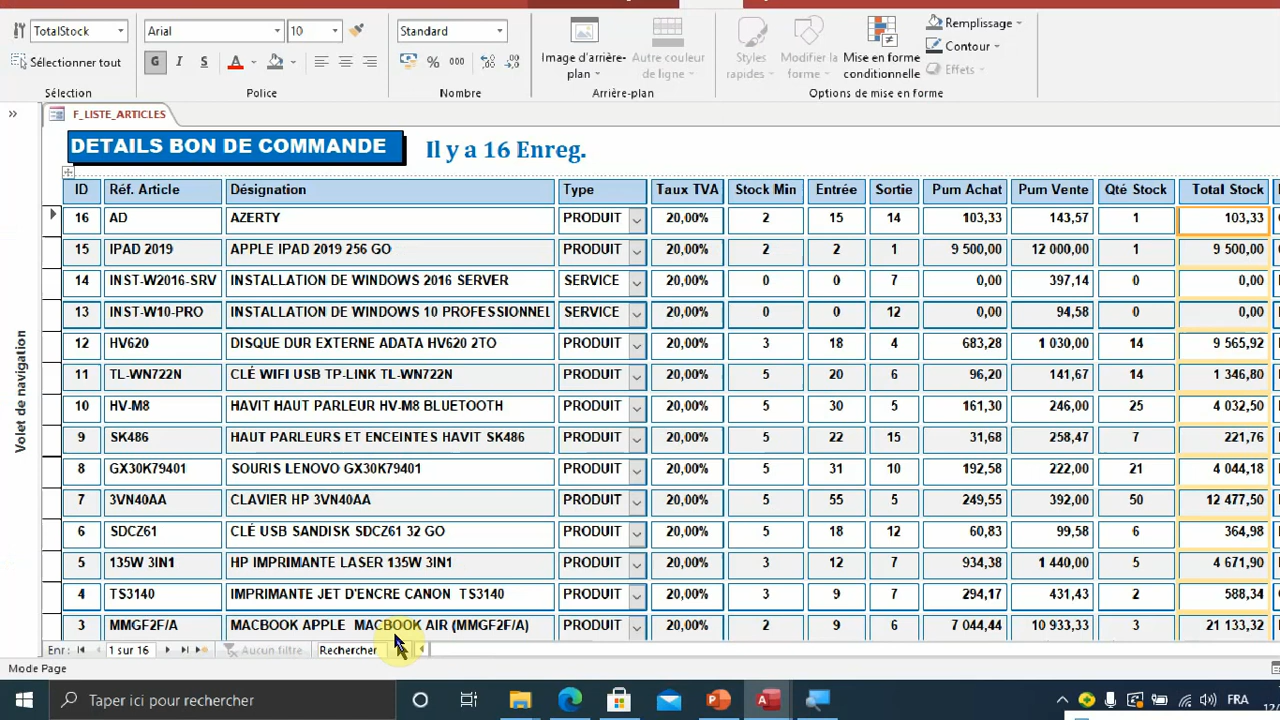 TotalStock Arial 10 Standard Remplissage
Sélectionner tout G I S A % 000 Image d'arrière-plan Autre couleur de ligne Styles rapides Modifier la forme Mise en forme conditionnelle Contour
Effets
Sélection Police Nombre Arrière-plan Options de mise en forme
F_LISTE_ARTICLES
DETAILS BON DE COMMANDE Il y a 16 Enreg.
ID Réf. Article Désignation Type Taux TVA Stock Min Entrée Sortie Pum Achat Pum Vente Qté Stock Total Stock
16 AD AZERTY PRODUIT 20,00% 2 15 14 103,33 143,57 1 103,33
15 IPAD 2019 APPLE IPAD 2019 256 GO PRODUIT 20,00% 2 2 1 9 500,00 12 000,00 1 9 500,00
14 INST-W2016-SRV INSTALLATION DE WINDOWS 2016 SERVER SERVICE 20,00% 0 0 7 0,00 397,14 0 0,00
13 INST-W10-PRO INSTALLATION DE WINDOWS 10 PROFESSIONNEL SERVICE 20,00% 0 0 12 0,00 94,58 0 0,00
12 HV620 DISQUE DUR EXTERNE ADATA HV620 2TO PRODUIT 20,00% 3 18 4 683,28 1 030,00 14 9 565,92
11 TL-WN722N CLÉ WIFI USB TP-LINK TL-WN722N PRODUIT 20,00% 5 20 6 96,20 141,67 14 1 346,80
10 HV-M8 HAVIT HAUT PARLEUR HV-M8 BLUETOOTH PRODUIT 20,00% 5 30 5 161,30 246,00 25 4 032,50
9 SK486 HAUT PARLEURS ET ENCEINTES HAVIT SK486 PRODUIT 20,00% 5 22 15 31,68 258,47 7 221,76
8 GX30K79401 SOURIS LENOVO GX30K79401 PRODUIT 20,00% 5 31 10 192,58 222,00 21 4 044,18
7 3VN40AA CLAVIER HP 3VN40AA PRODUIT 20,00% 5 55 5 249,55 392,00 50 12 477,50
6 SDCZ61 CLÉ USB SANDISK SDCZ61 32 GO PRODUIT 20,00% 5 18 12 60,83 99,58 6 364,98
5 135W 3IN1 HP IMPRIMANTE LASER 135W 3IN1 PRODUIT 20,00% 3 12 7 934,38 1 440,00 5 4 671,90
4 TS3140 IMPRIMANTE JET D'ENCRE CANON TS3140 PRODUIT 20,00% 3 9 7 294,17 431,43 2 588,34
3 MMGF2F/A MACBOOK APPLE MACBOOK AIR (MMGF2F/A) PRODUIT 20,00% 2 9 6 7 044,44 10 933,33 3 21 133,32
Volet de navigation
Enr : 1 sur 16 Aucun filtre Rechercher
Mode Page
Taper ici pour rechercher FRA